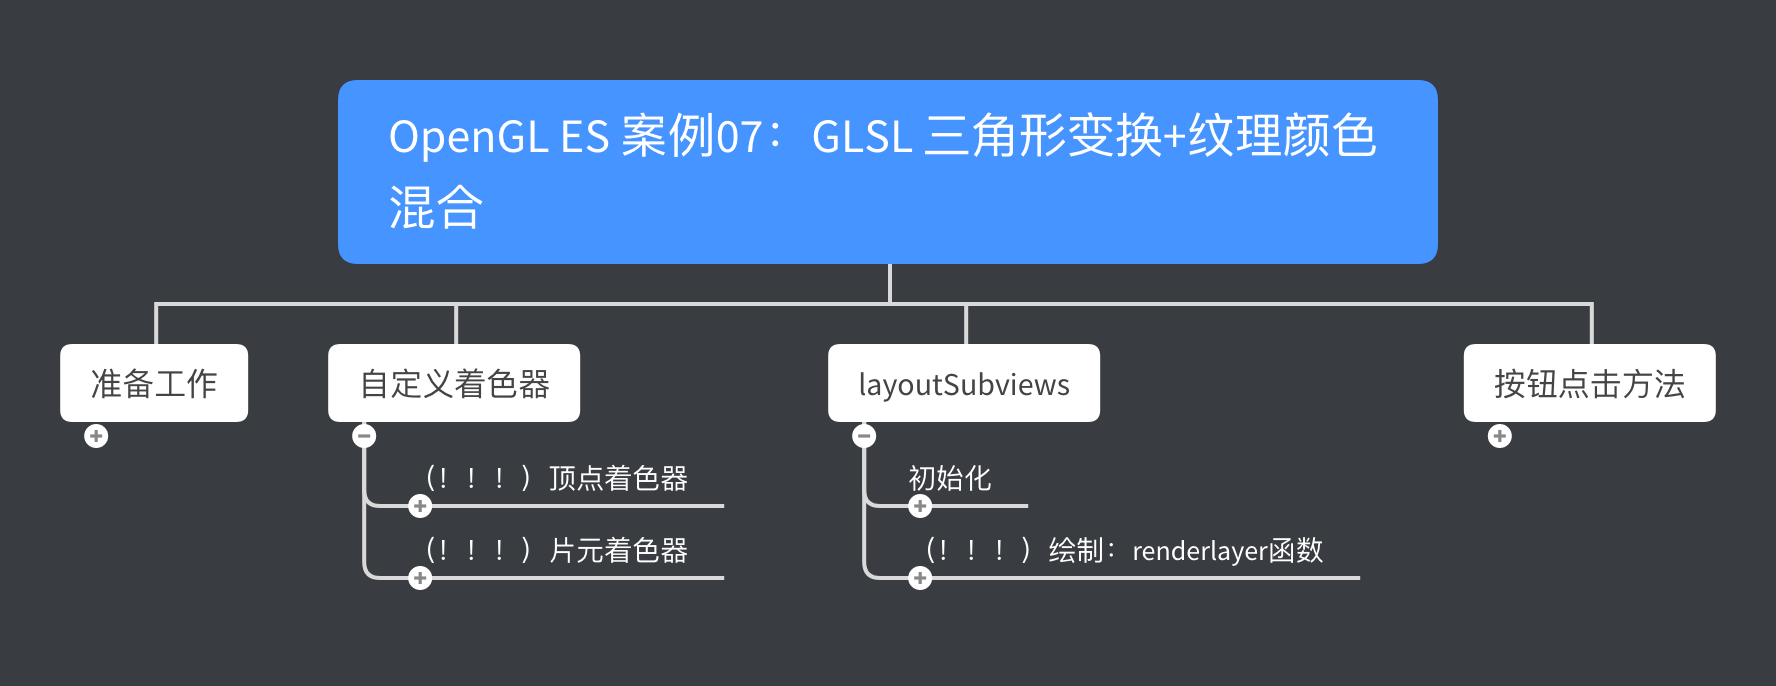 OpenGL ES 案例07：GLSL 三角形变换+纹理颜色
混合
准备工作
自定义着色器
layoutSubviews
按钮点击方法
（！！！）顶点着色器
初始化
（！！！）片元着色器
（！！！）绘制：renderlayer函数